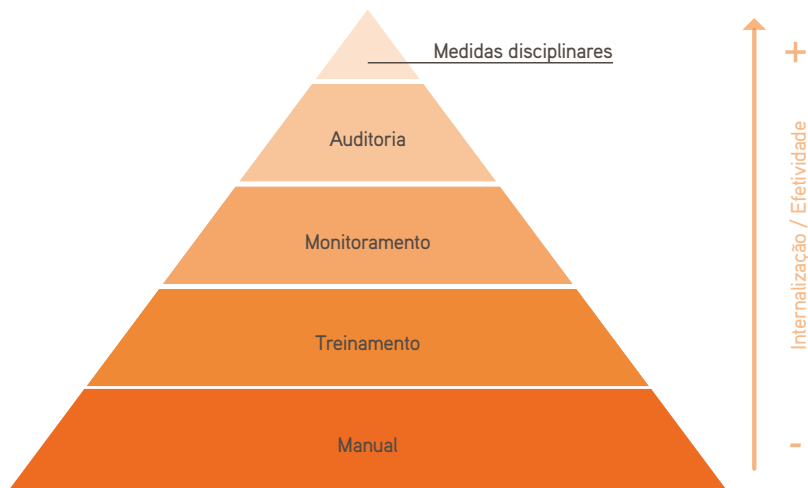 Medidas disciplinares
Auditoria
Monitoramento
Treinamento
Manual
+
Internalização / Efetividade
-